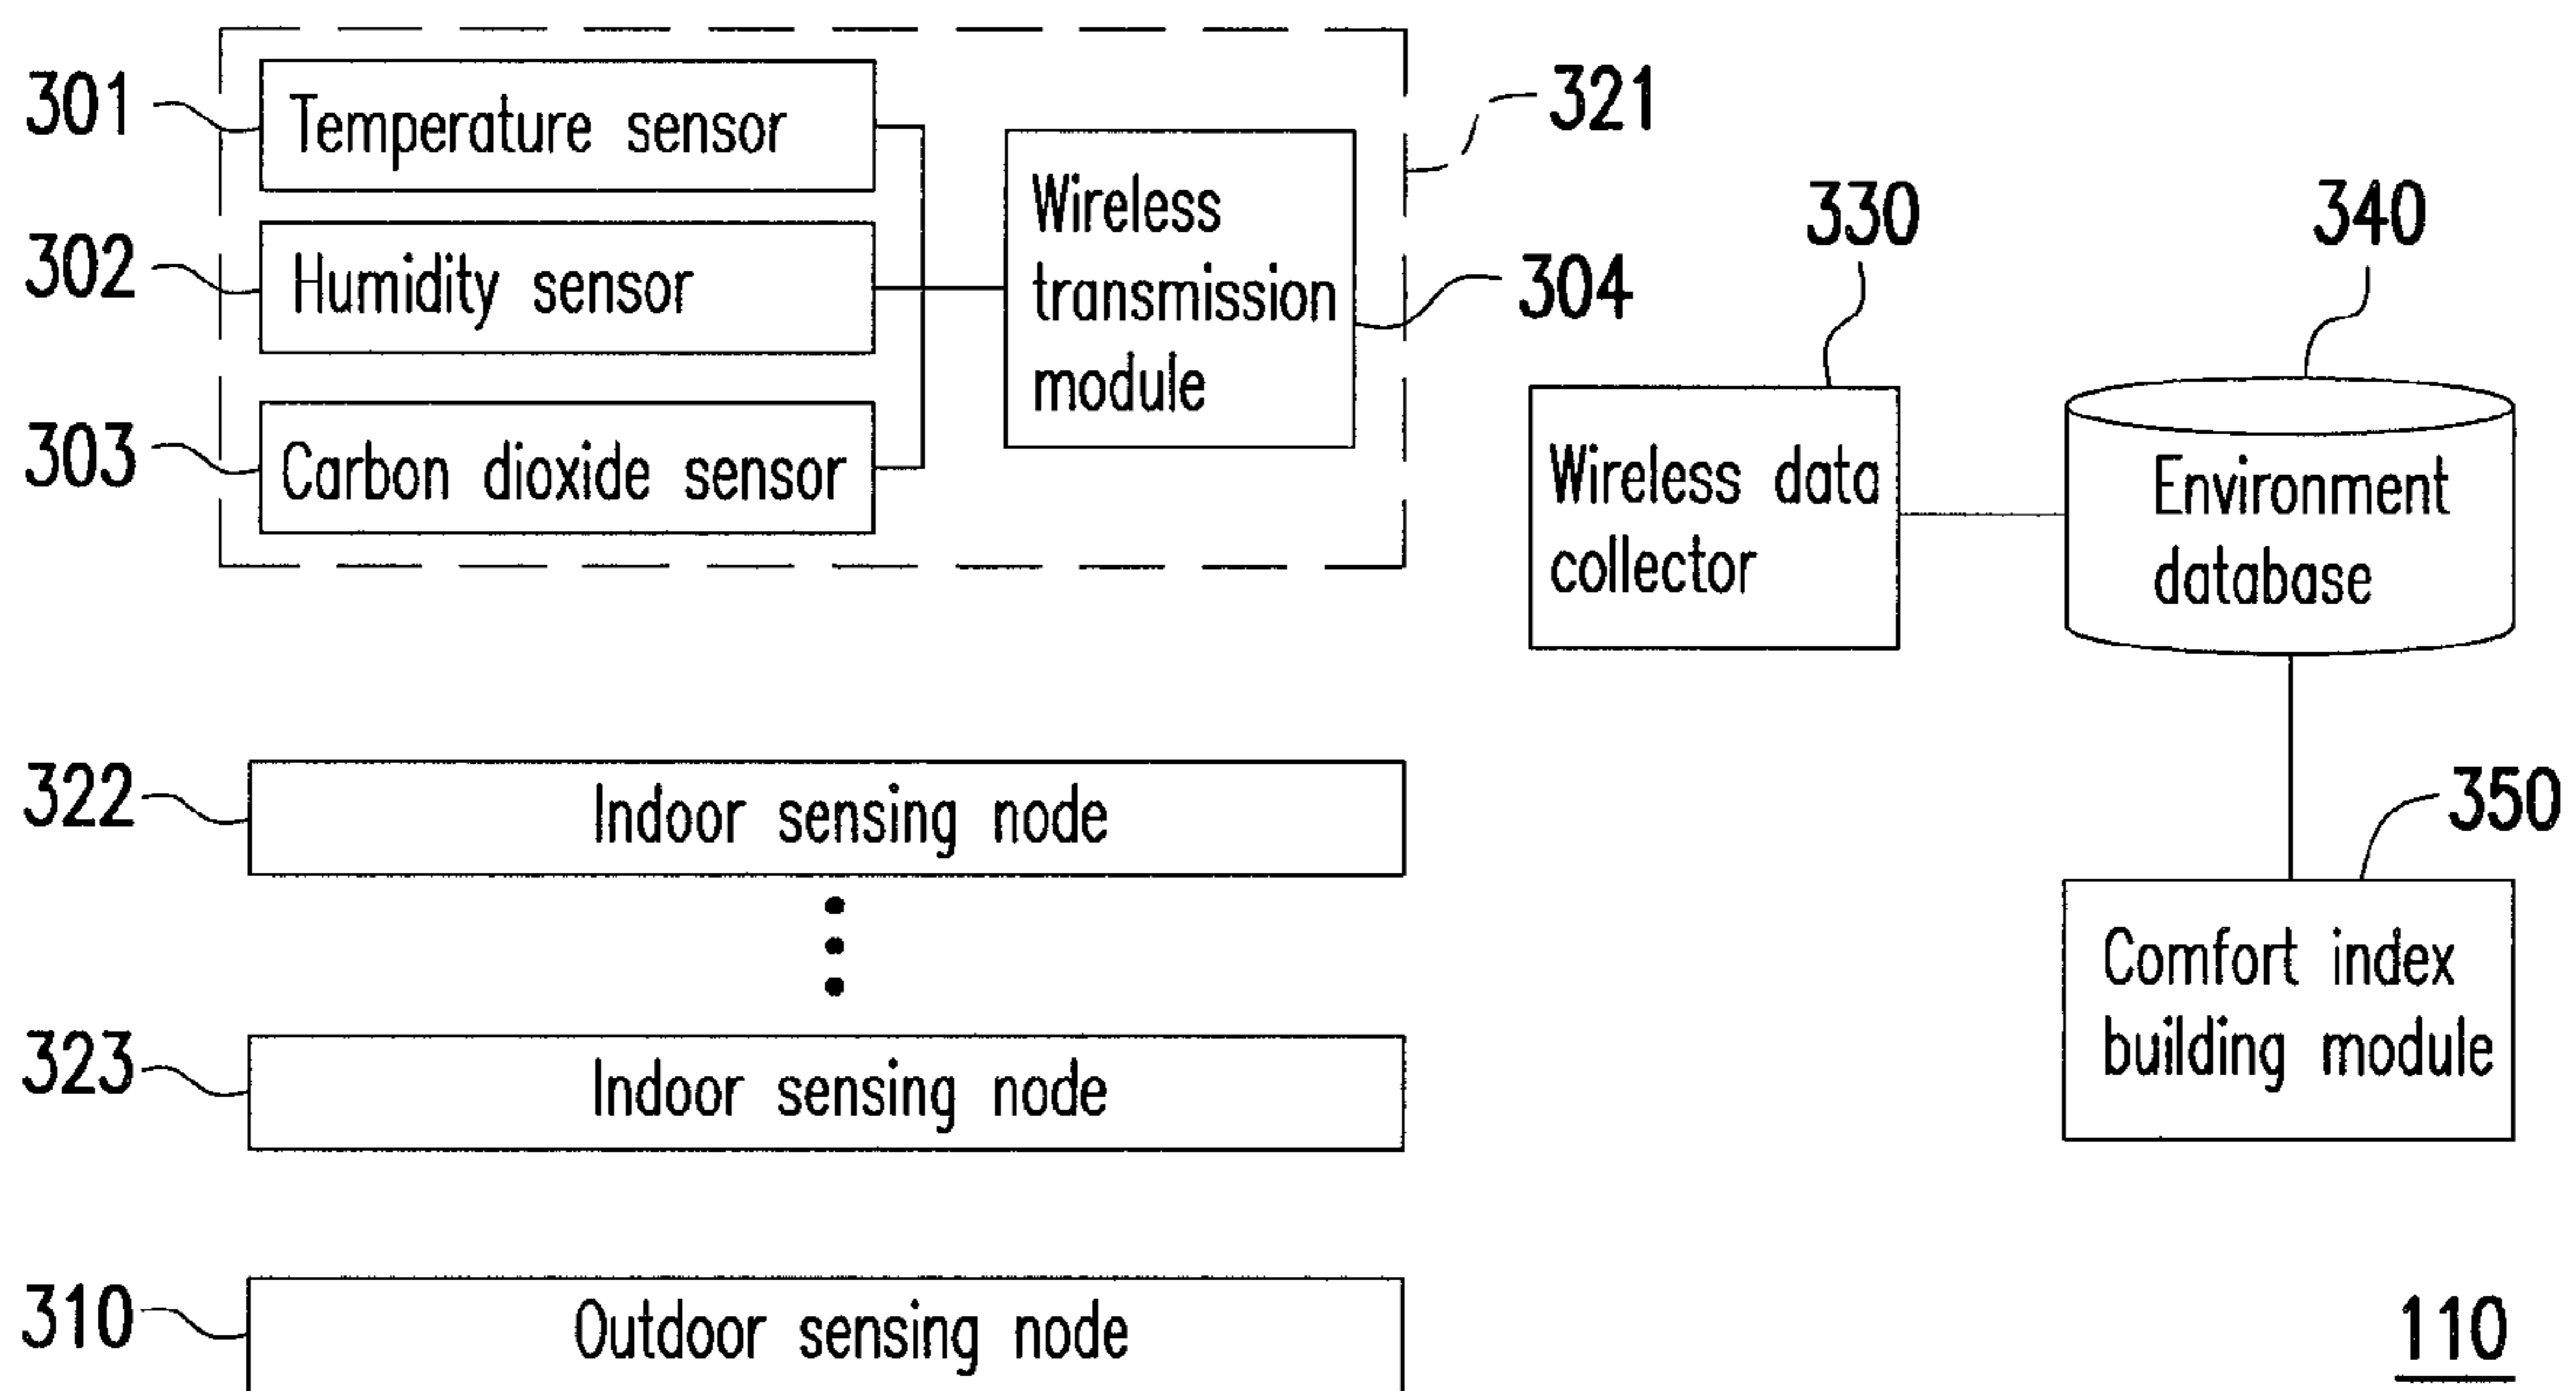 301
Temperature sensor
321
Wireless
transmission
module
302
Humidity sensor
304
303
Carbon dioxide sensor
330
Wireless data
collector
340
Environment
database
322
Indoor sensing node
350
Comfort index
building module
323
Indoor sensing node
310
Outdoor sensing node
110